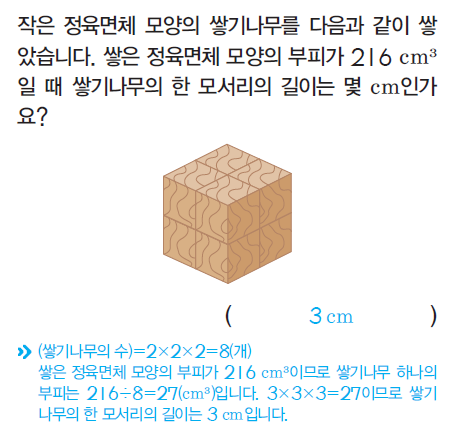 작은 정육면체 모양의 쌓기나무를 다음과 같이 쌓
았습니다. 쌓은 정육면체 모양의 부피가 216 cm³
일 때 쌓기나무의 한 모서리의 길이는 몇 cm인가
요?
( 3 cm )
(쌓기나무의 수)=2×2×2=8(개)
쌓은 정육면체 모양의 부피가 216 cm³이므로 쌓기나무 하나의
부피는 216÷8=27(cm³)입니다. 3×3×3=27이므로 쌓기
나무의 한 모서리의 길이는 3 cm입니다.